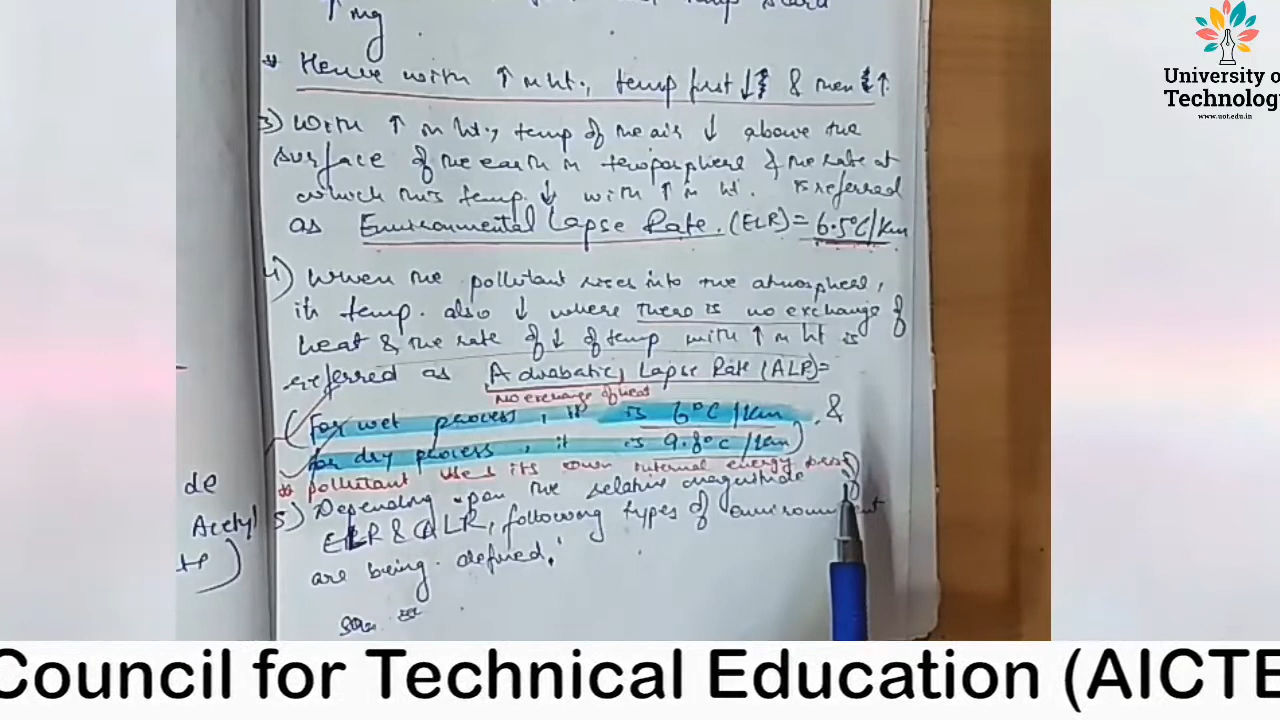 ↑ mg
* Hence with ↑ in ht., temp first ↓ & then ↑.
3) With ↑ in ht., temp of the air ↓ above the
surface of the earth in troposphere & the rate at
which this temp. ↓ with ↑ in ht. is referred
as Environmental Lapse Rate. (ELR) = 6.5°C/Km
4) When the pollutant rises into the atmosphere,
its temp. also ↓ where there is no exchange of
heat & the rate of ↓ of temp with ↑ in ht is
referred as Adiabatic Lapse Rate (ALR) =
No exchange of heat
(for wet process, it is 6°C/Km &
for dry process, it is 9.8°C/Km)
* pollutant uses its own internal energy
5) Depending upon the relative magnitude of
ELR & ALR, following types of environment
are being defined.
de
Acetyl
University o
Technology
www.uot.edu.in
Council for Technical Education (AICTE